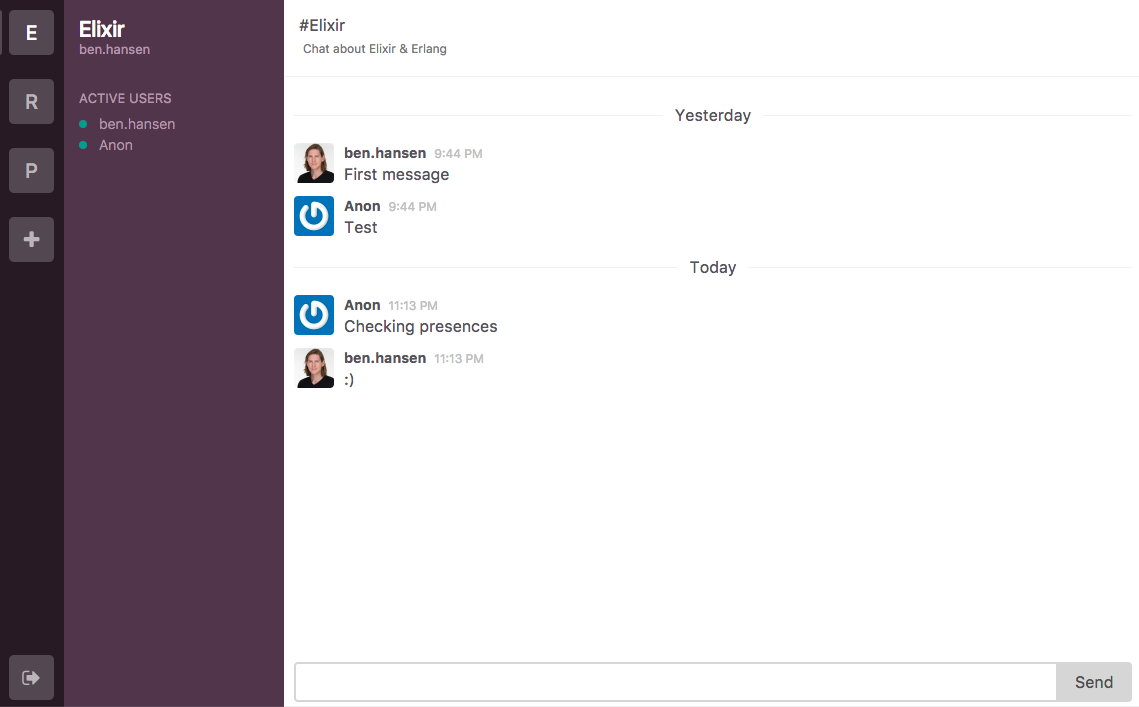 E
R
P
Elixir
ben.hansen
ACTIVE USERS
ben.hansen
Anon
#Elixir
Chat about Elixir & Erlang
Yesterday
ben.hansen 9:44 PM
First message
Anon 9:44 PM
Test
Today
Anon 11:13 PM
Checking presences
ben.hansen 11:13 PM
:)
Send